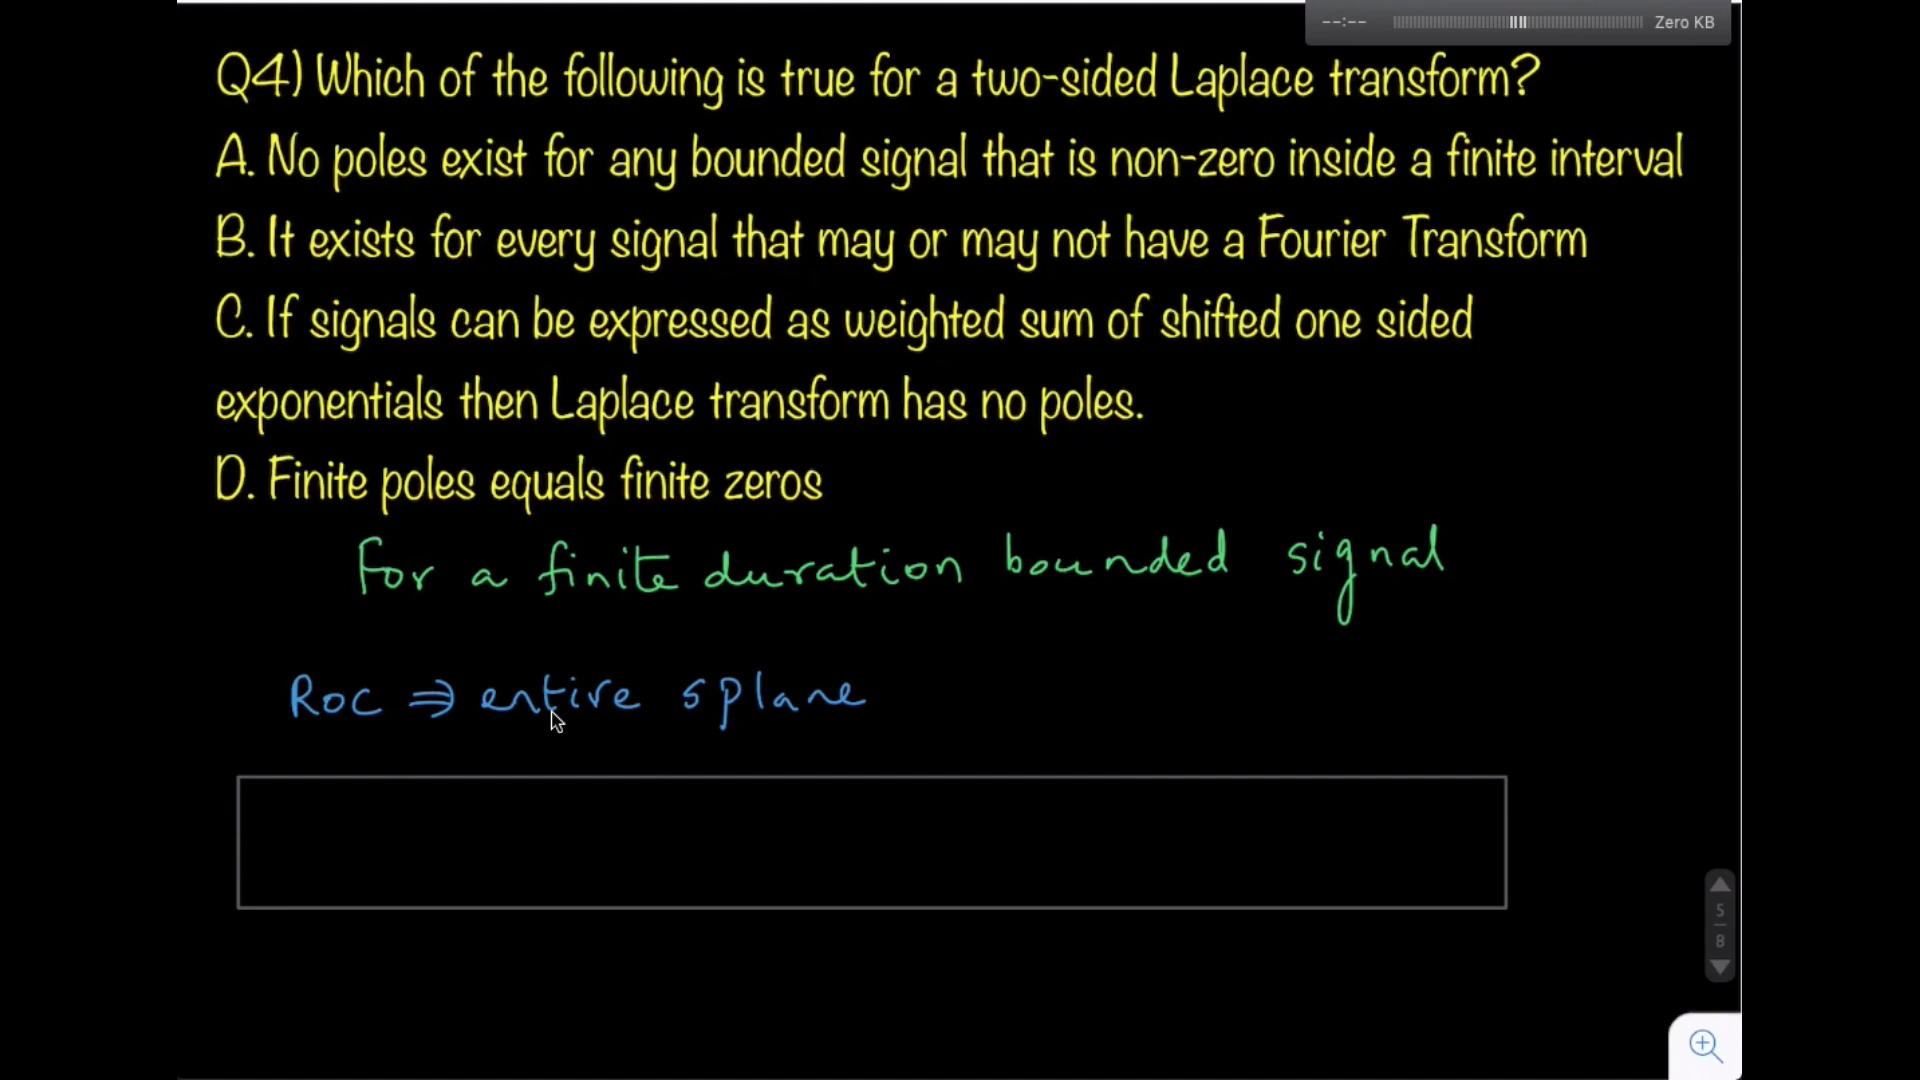 --:-- Zero KB
Q4) Which of the following is true for a two-sided Laplace transform?
A. No poles exist for any bounded signal that is non-zero inside a finite interval
B. It exists for every signal that may or may not have a Fourier Transform
C. If signals can be expressed as weighted sum of shifted one sided
exponentials then Laplace transform has no poles.
D. Finite poles equals finite zeros
For a finite duration bounded signal
ROC ⇒ entire s plane
5
8